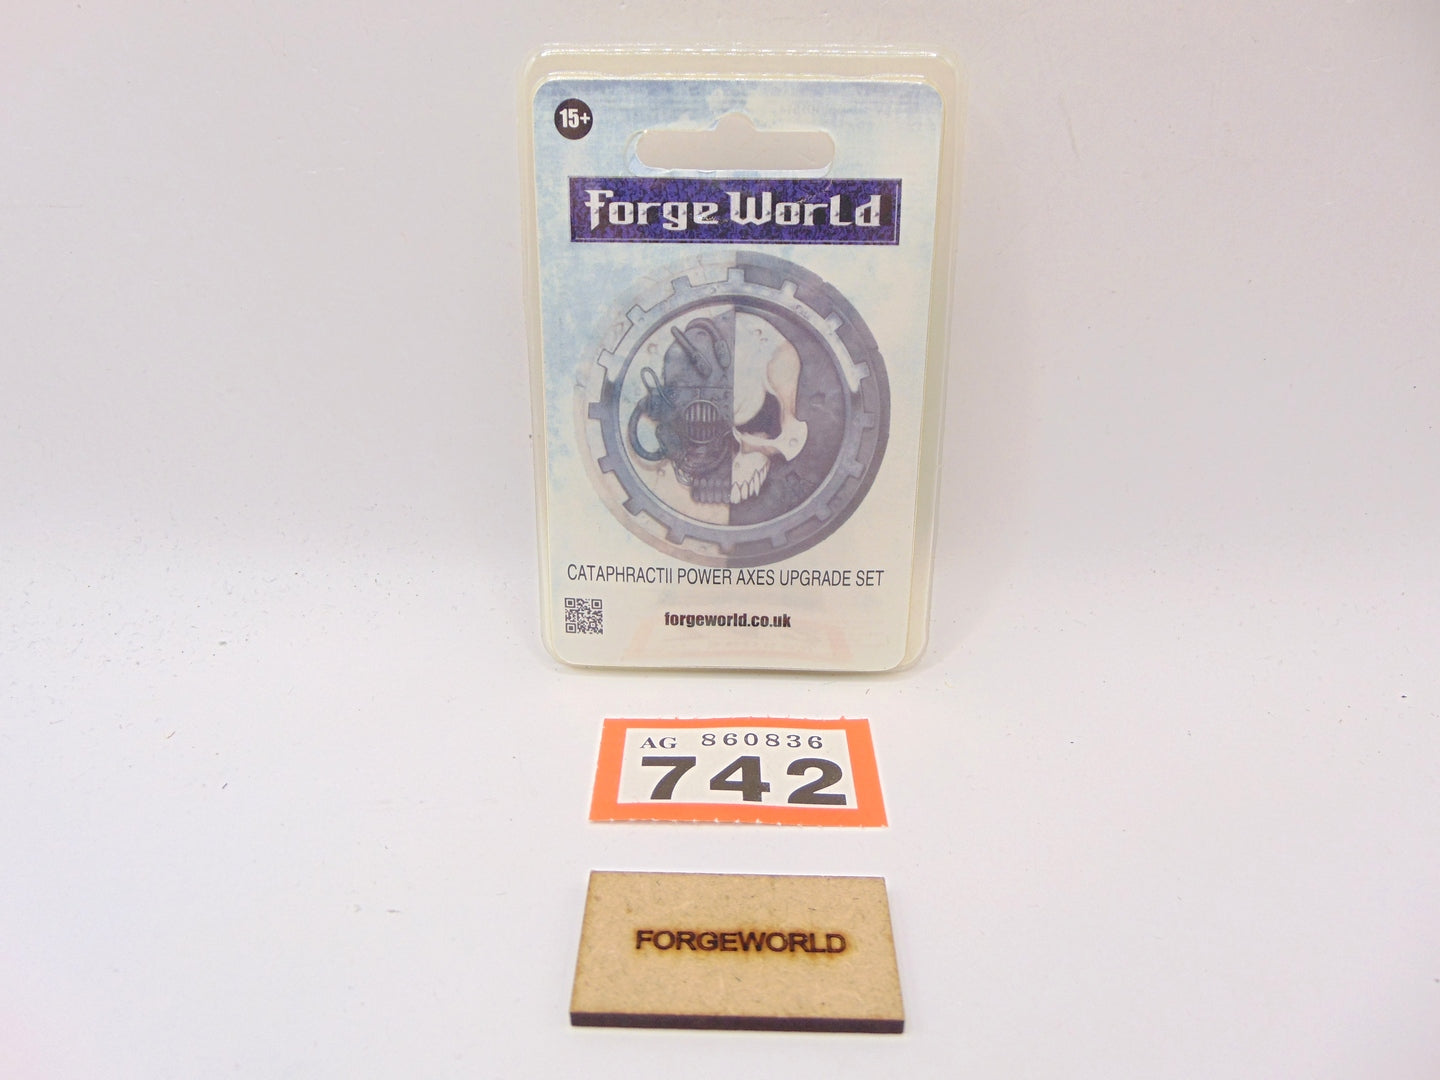 15+
Forge World
CATAPHRACTII POWER AXES UPGRADE SET
forgeworld.co.uk
AG 860836
742
FORGEWORLD